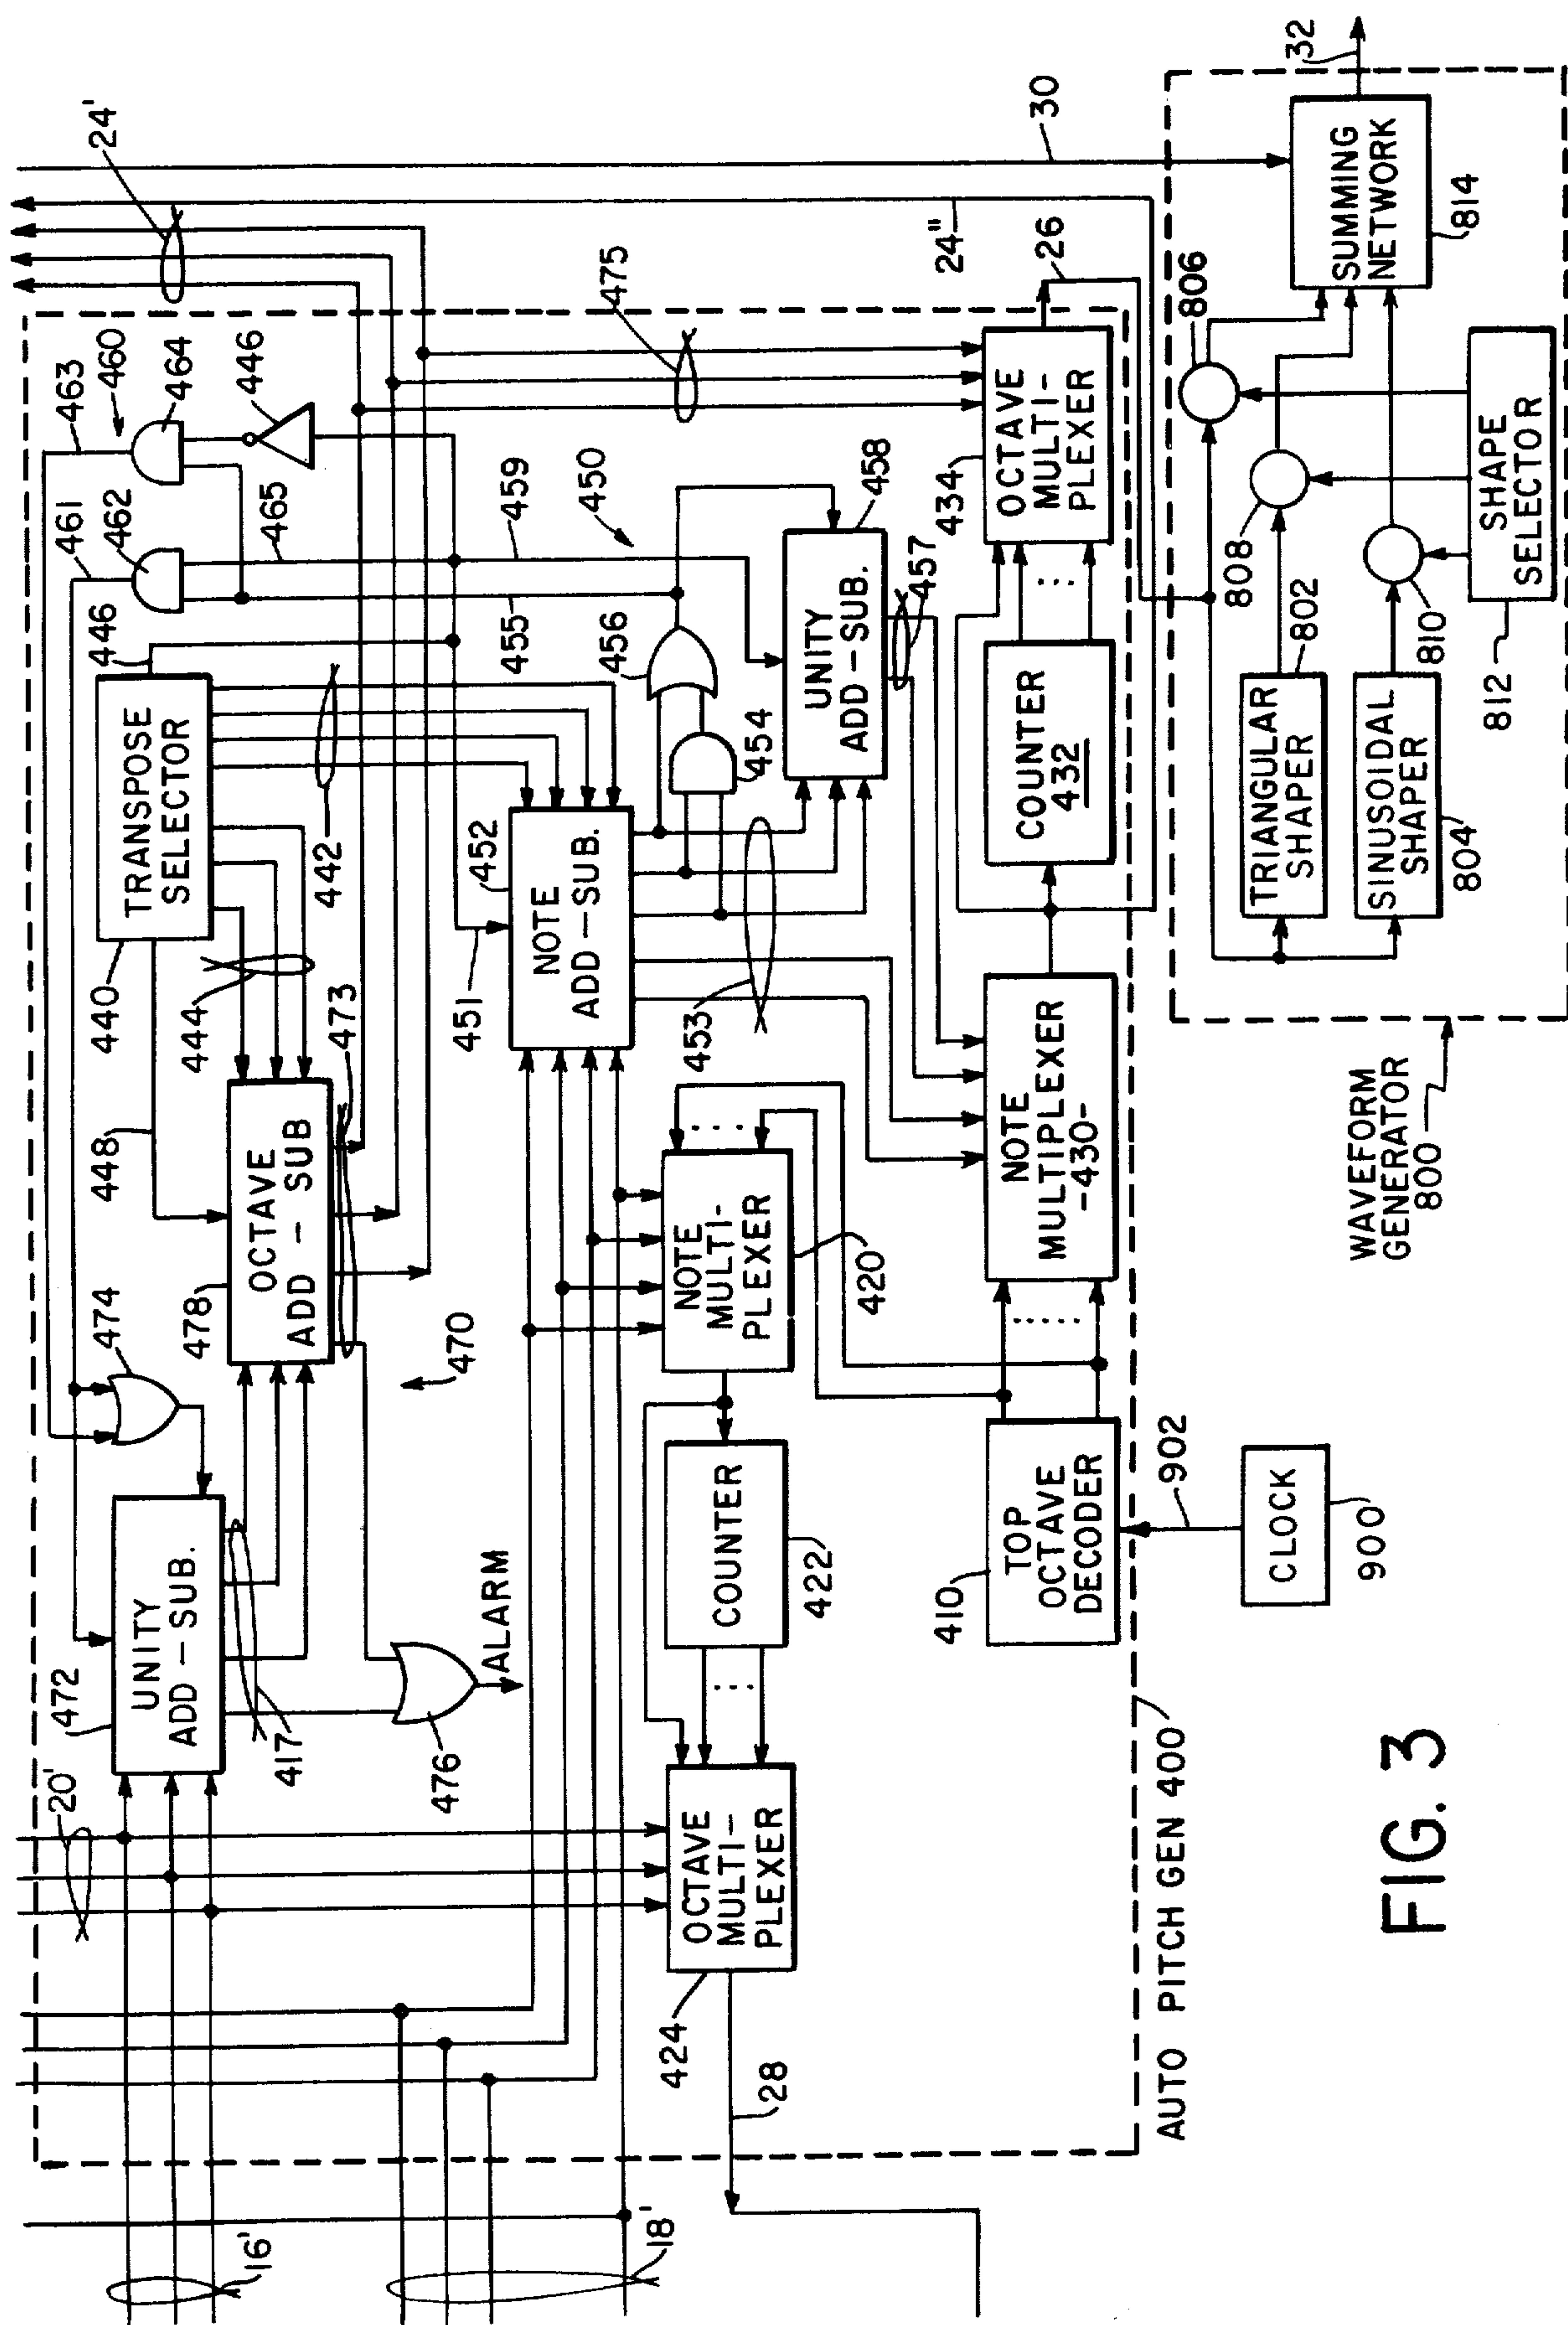 16'
18'
20'
472
UNITY
ADD-SUB.
417
474
476
ALARM
478
OCTAVE
ADD-SUB
448
444
473
470
440
TRANSPOSE
SELECTOR
442
446
461
462
465
463
460
464
446
24'
455
459
450
451
452
NOTE
ADD-SUB.
453
454
456
UNITY
ADD-SUB.
458
457
475
24"
30
28
424
OCTAVE
MULTI-
PLEXER
COUNTER
422
NOTE
MULTI-
PLEXER
420
410
TOP
OCTAVE
DECODER
NOTE
MULTIPLEXER
-430-
COUNTER
432
434
OCTAVE
MULTI-
PLEXER
26
AUTO PITCH GEN 400
902
CLOCK
900
WAVEFORM
GENERATOR
800
TRIANGULAR
SHAPER
802
SINUSOIDAL
SHAPER
804
806
808
810
812
SHAPE
SELECTOR
SUMMING
NETWORK
814
32
FIG. 3